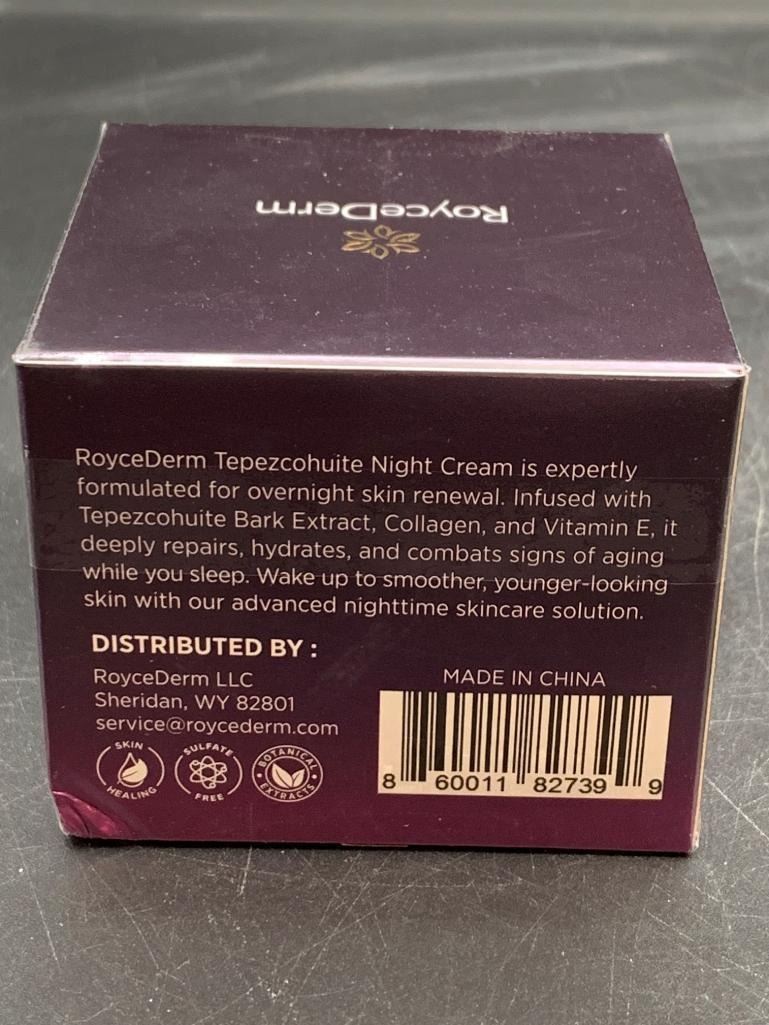 RoyceDerm
RoyceDerm Tepezcohuite Night Cream is expertly
formulated for overnight skin renewal. Infused with
Tepezcohuite Bark Extract, Collagen, and Vitamin E, it
deeply repairs, hydrates, and combats signs of aging
while you sleep. Wake up to smoother, younger-looking
skin with our advanced nighttime skincare solution.
DISTRIBUTED BY :
RoyceDerm LLC
Sheridan, WY 82801
service@roycederm.com
MADE IN CHINA
SKIN
HEALING
SULFATE
FREE
BOTANICAL
EXTRACTS
8 60011 82739 9